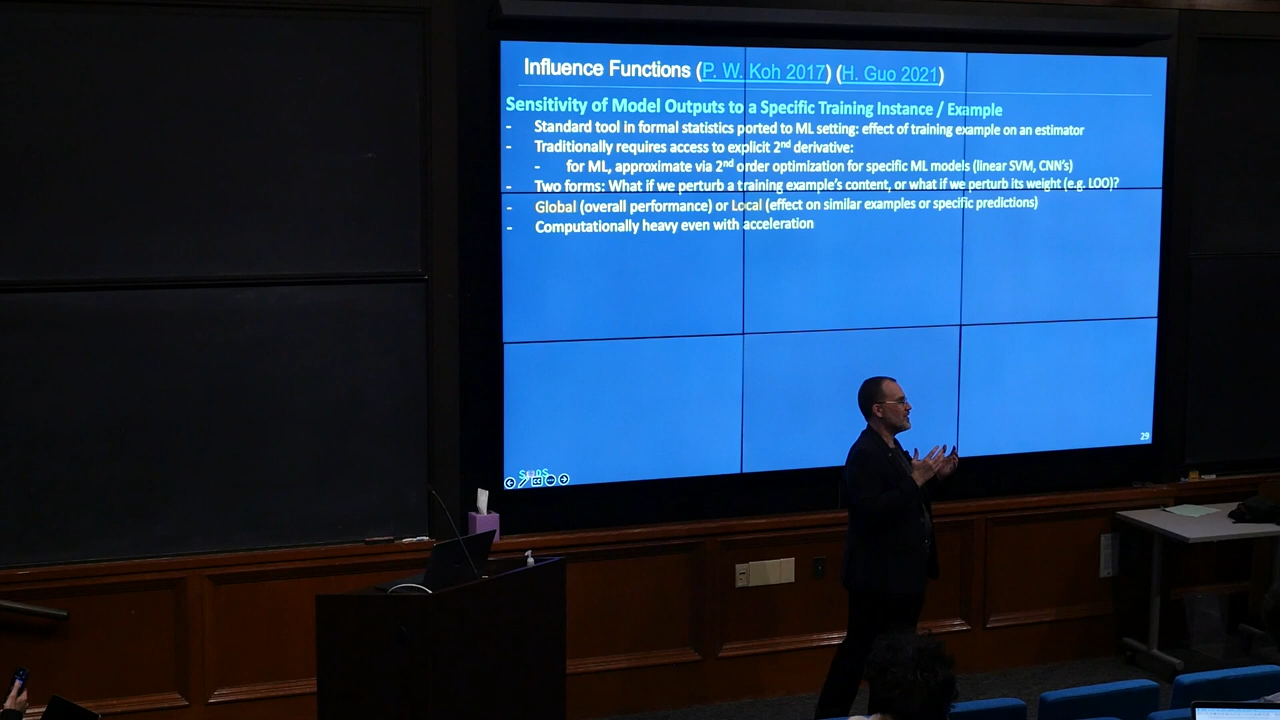 Influence Functions (P. W. Koh 2017) (H. Guo 2021)
Sensitivity of Model Outputs to a Specific Training Instance / Example
- Standard tool in formal statistics ported to ML setting: effect of training example on an estimator
- Traditionally requires access to explicit 2nd derivative:
- for ML, approximate via 2nd order optimization for specific ML models (linear SVM, CNN's)
- Two forms: What if we perturb a training example's content, or what if we perturb its weight (e.g. LOO)?
- Global (overall performance) or Local (effect on similar examples or specific predictions)
- Computationally heavy even with acceleration
29